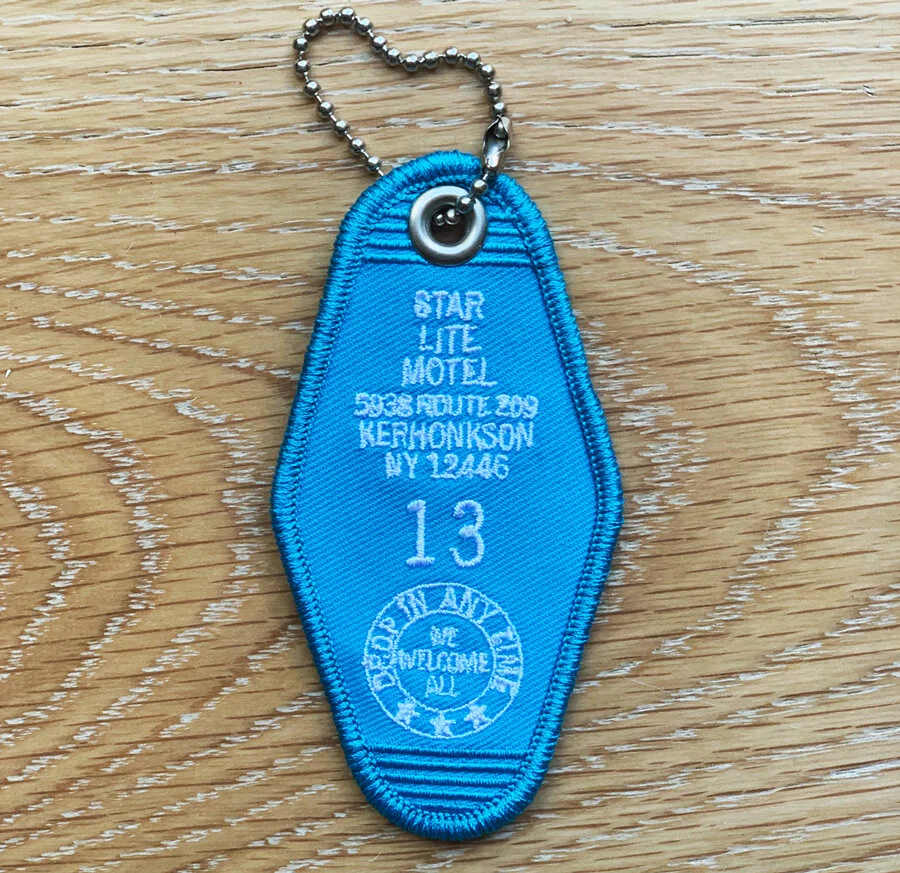 STAR
LITE
MOTEL
5938 ROUTE 209
KERHONKSON
NY 12446
13
DROP IN ANY TIME
WE
WELCOME
ALL